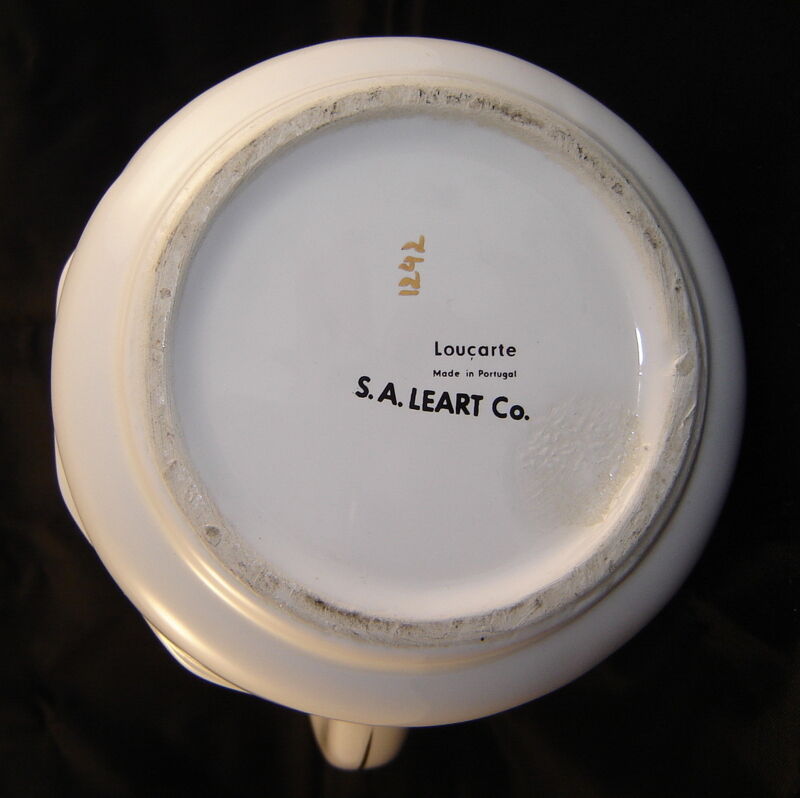 1242
Louçarte
Made in Portugal
S. A. LEART Co.